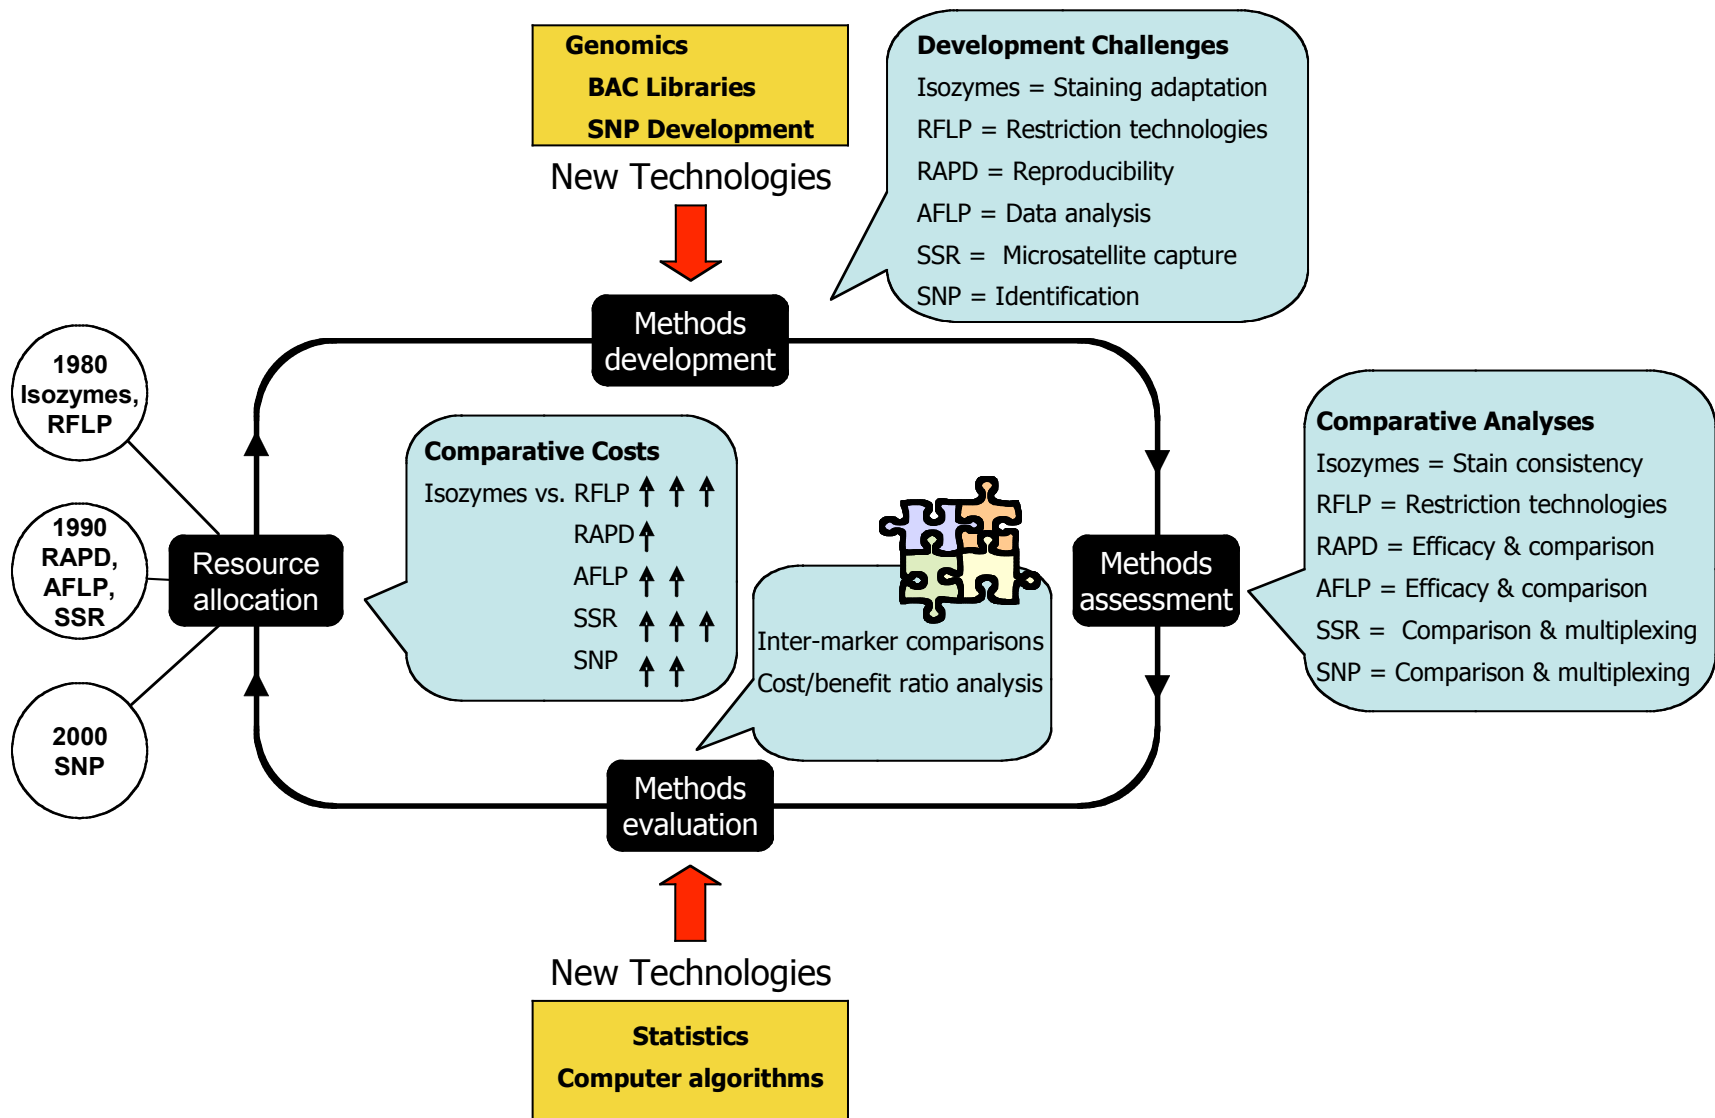 Genomics
BAC Libraries
SNP Development
New Technologies
Development Challenges
Isozymes = Staining adaptation
RFLP = Restriction technologies
RAPD = Reproducibility
AFLP = Data analysis
SSR = Microsatellite capture
SNP = Identification
Methods
development
1980
Isozymes,
RFLP
1990
RAPD,
AFLP,
SSR
2000
SNP
Resource
allocation
Comparative Costs
Isozymes vs. RFLP
RAPD
AFLP
SSR
SNP
Inter-marker comparisons
Cost/benefit ratio analysis
Methods
assessment
Comparative Analyses
Isozymes = Stain consistency
RFLP = Restriction technologies
RAPD = Efficacy & comparison
AFLP = Efficacy & comparison
SSR = Comparison & multiplexing
SNP = Comparison & multiplexing
Methods
evaluation
New Technologies
Statistics
Computer algorithms